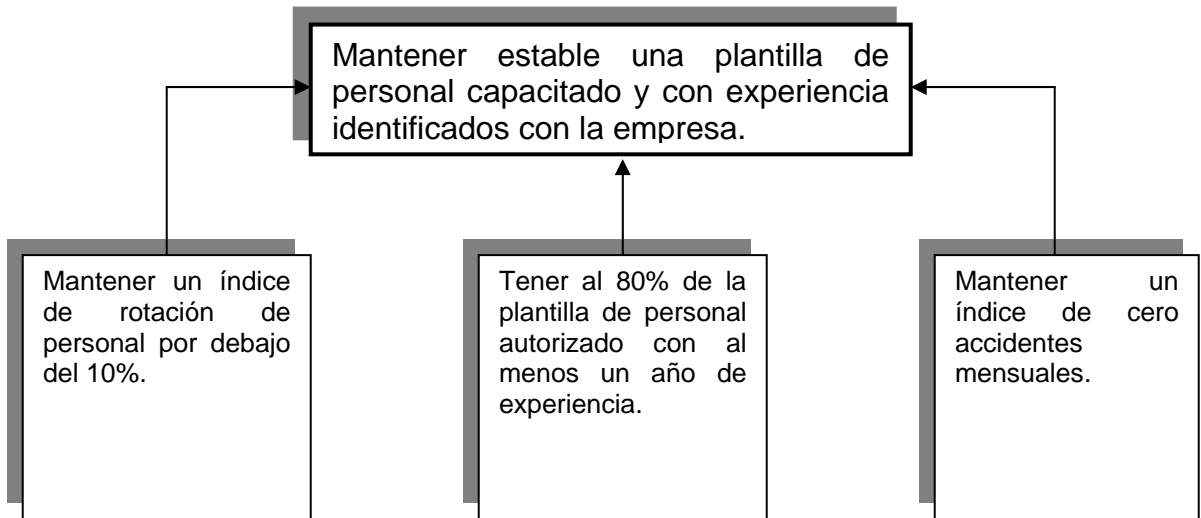 Mantener estable una plantilla de
personal capacitado y con experiencia
identificados con la empresa.
Mantener un índice
de rotación de
personal por debajo
del 10%.
Tener al 80% de la
plantilla de personal
autorizado con al
menos un año de
experiencia.
Mantener un
índice de cero
accidentes
mensuales.